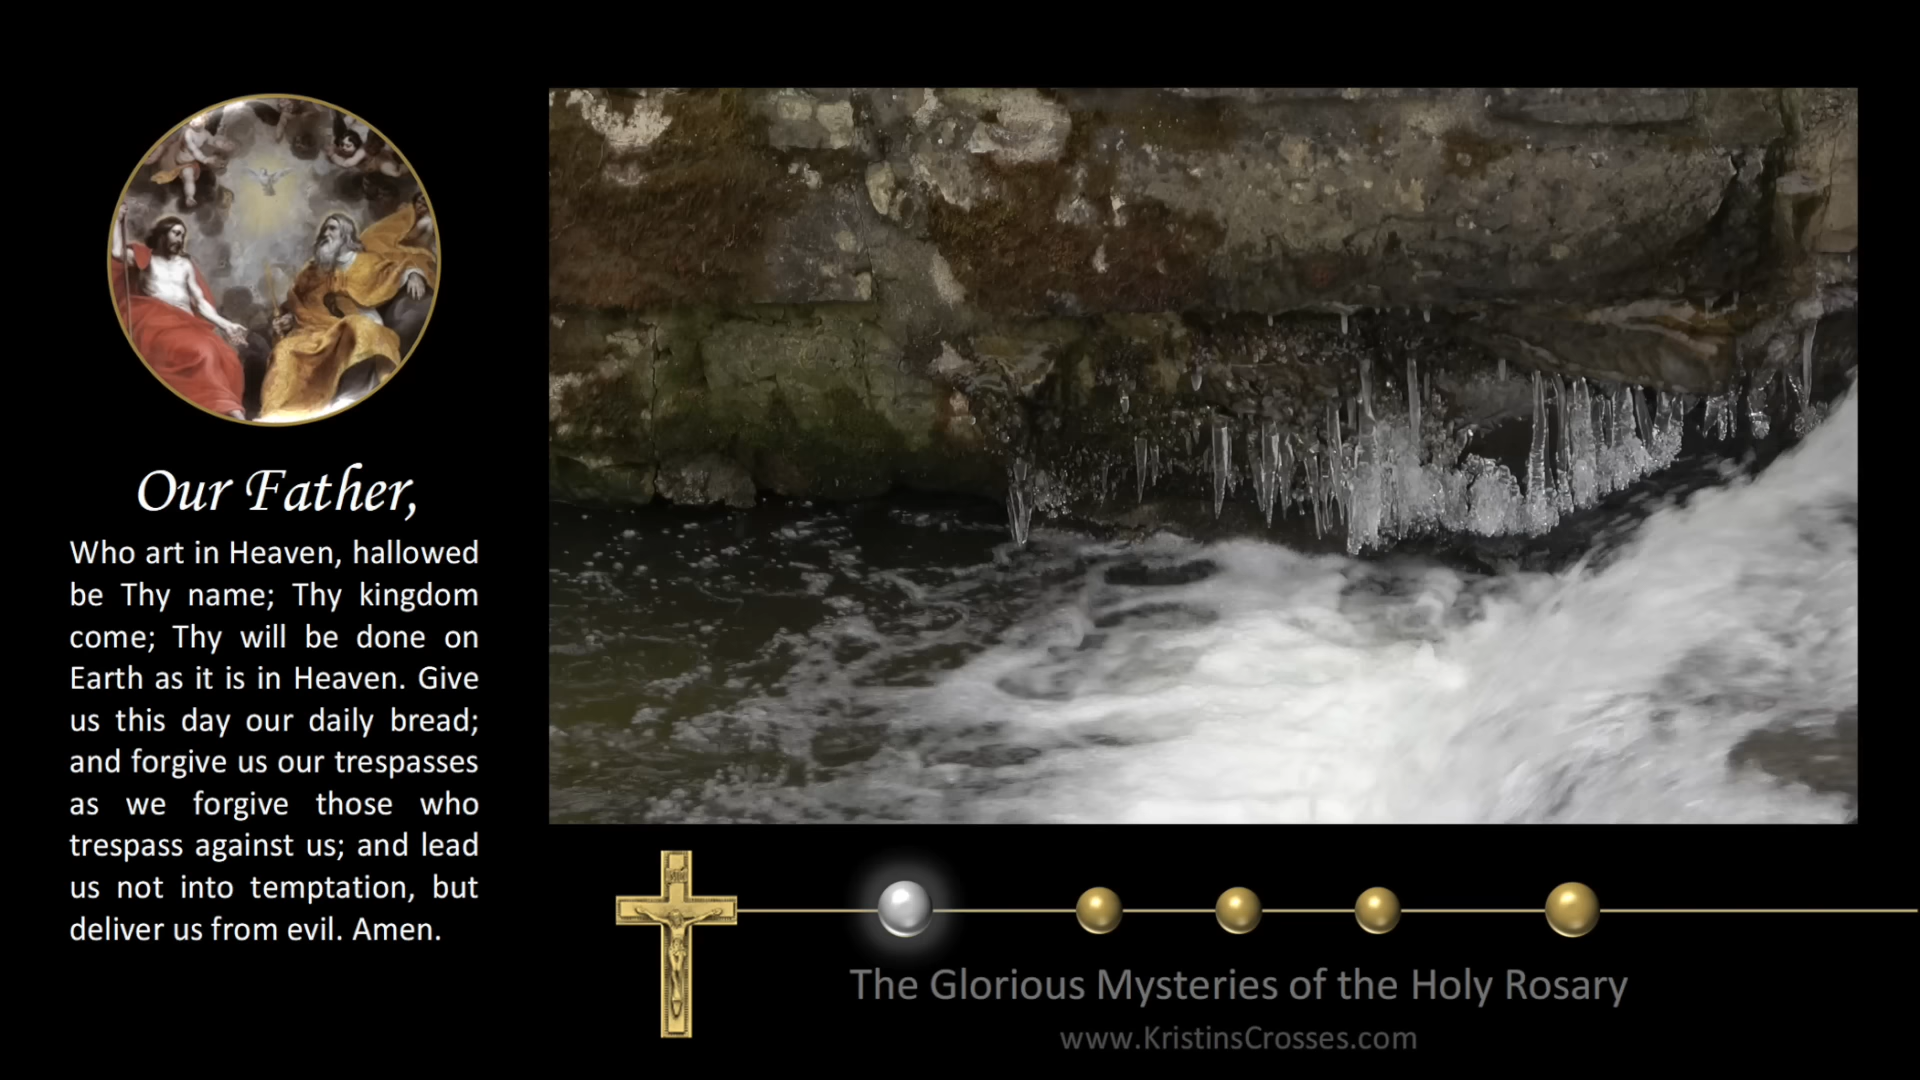 Our Father,
Who art in Heaven, hallowed
be Thy name; Thy kingdom
come; Thy will be done on
Earth as it is in Heaven. Give
us this day our daily bread;
and forgive us our trespasses
as we forgive those who
trespass against us; and lead
us not into temptation, but
deliver us from evil. Amen.
The Glorious Mysteries of the Holy Rosary
www.KristinsCrosses.com